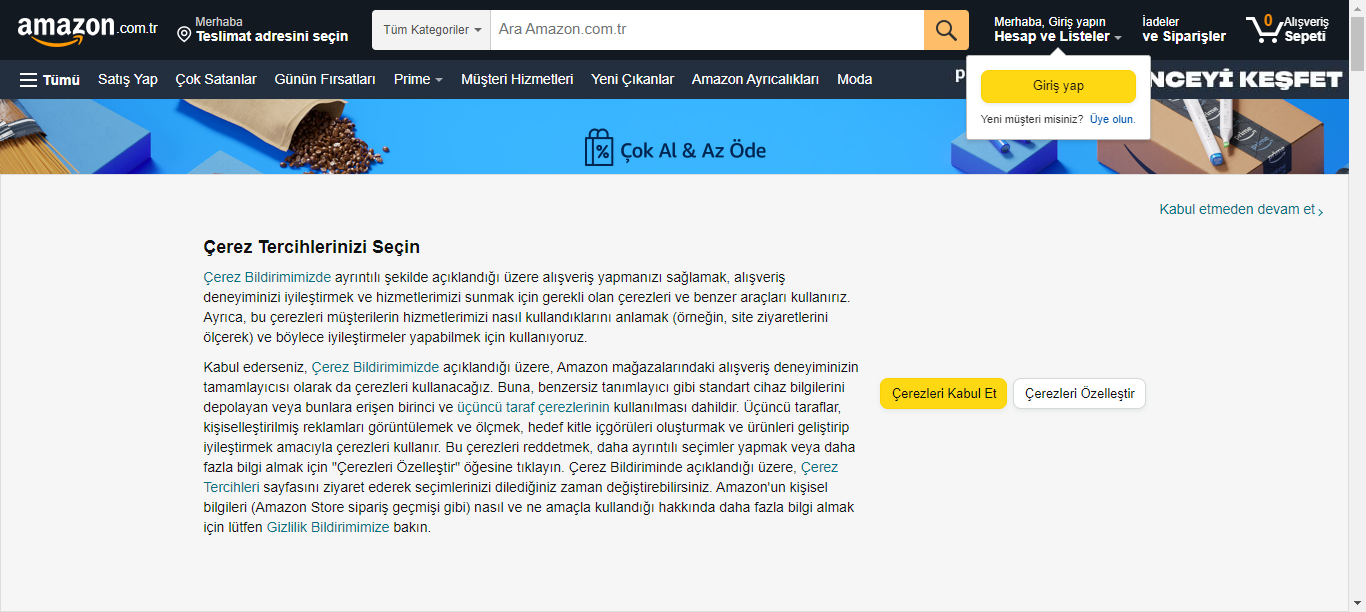 amazon.com.tr
Merhaba
Teslimat adresini seçin
Tüm Kategoriler
Ara Amazon.com.tr
Merhaba, Giriş yapın
Hesap ve Listeler
İadeler
ve Siparişler
0
Alışveriş
Sepeti
Tümü
Satış Yap
Çok Satanlar
Günün Fırsatları
Prime
Müşteri Hizmetleri
Yeni Çıkanlar
Amazon Ayrıcalıkları
Moda
NCEYİ KEŞFET
Giriş yap
Yeni müşteri misiniz? Üye olun.
Çok Al & Az Öde
prime
Kabul etmeden devam et
Çerez Tercihlerinizi Seçin
Çerez Bildirimimizde ayrıntılı şekilde açıklandığı üzere alışveriş yapmanızı sağlamak, alışveriş
deneyiminizi iyileştirmek ve hizmetlerimizi sunmak için gerekli olan çerezleri ve benzer araçları kullanırız.
Ayrıca, bu çerezleri müşterilerin hizmetlerimizi nasıl kullandıklarını anlamak (örneğin, site ziyaretlerini
ölçerek) ve böylece iyileştirmeler yapabilmek için kullanıyoruz.
Kabul ederseniz, Çerez Bildirimimizde açıklandığı üzere, Amazon mağazalarındaki alışveriş deneyiminizin
tamamlayıcısı olarak da çerezleri kullanacağız. Buna, benzersiz tanımlayıcı gibi standart cihaz bilgilerini
depolayan veya bunlara erişen birinci ve üçüncü taraf çerezlerinin kullanılması dahildir. Üçüncü taraflar,
kişiselleştirilmiş reklamları görüntülemek ve ölçmek, hedef kitle içgörüleri oluşturmak ve ürünleri geliştirip
iyileştirmek amacıyla çerezleri kullanır. Bu çerezleri reddetmek, daha ayrıntılı seçimler yapmak veya daha
fazla bilgi almak için "Çerezleri Özelleştir" öğesine tıklayın. Çerez Bildiriminde açıklandığı üzere, Çerez
Tercihleri sayfasını ziyaret ederek seçimlerinizi dilediğiniz zaman değiştirebilirsiniz. Amazon'un kişisel
bilgileri (Amazon Store sipariş geçmişi gibi) nasıl ve ne amaçla kullandığı hakkında daha fazla bilgi almak
için lütfen Gizlilik Bildirimimize bakın.
Çerezleri Kabul Et
Çerezleri Özelleştir